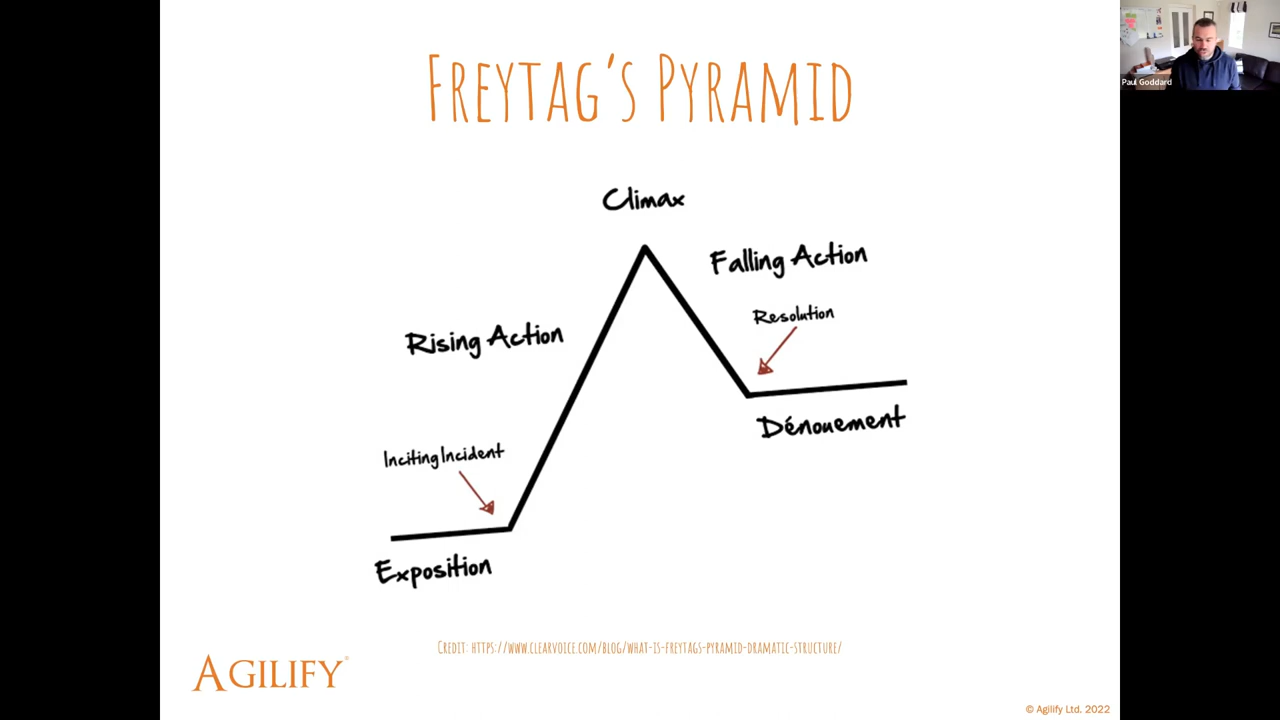 FREYTAG'S PYRAMID
Paul Goddard
Climax
Falling Action
Resolution
Rising Action
Dénouement
Inciting Incident
Exposition
CREDIT: HTTPS://WWW.CLEARVOICE.COM/BLOG/WHAT-IS-FREYTAGS-PYRAMID-DRAMATIC-STRUCTURE/
AGILIFY®
© Agilify Ltd. 2022